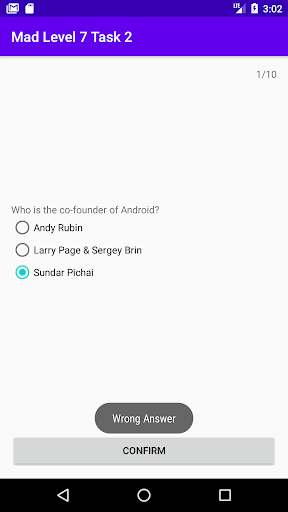 LTE 3:02
Mad Level 7 Task 2
1/10
Who is the co-founder of Android?
Andy Rubin
Larry Page & Sergey Brin
Sundar Pichai
Wrong Answer
CONFIRM